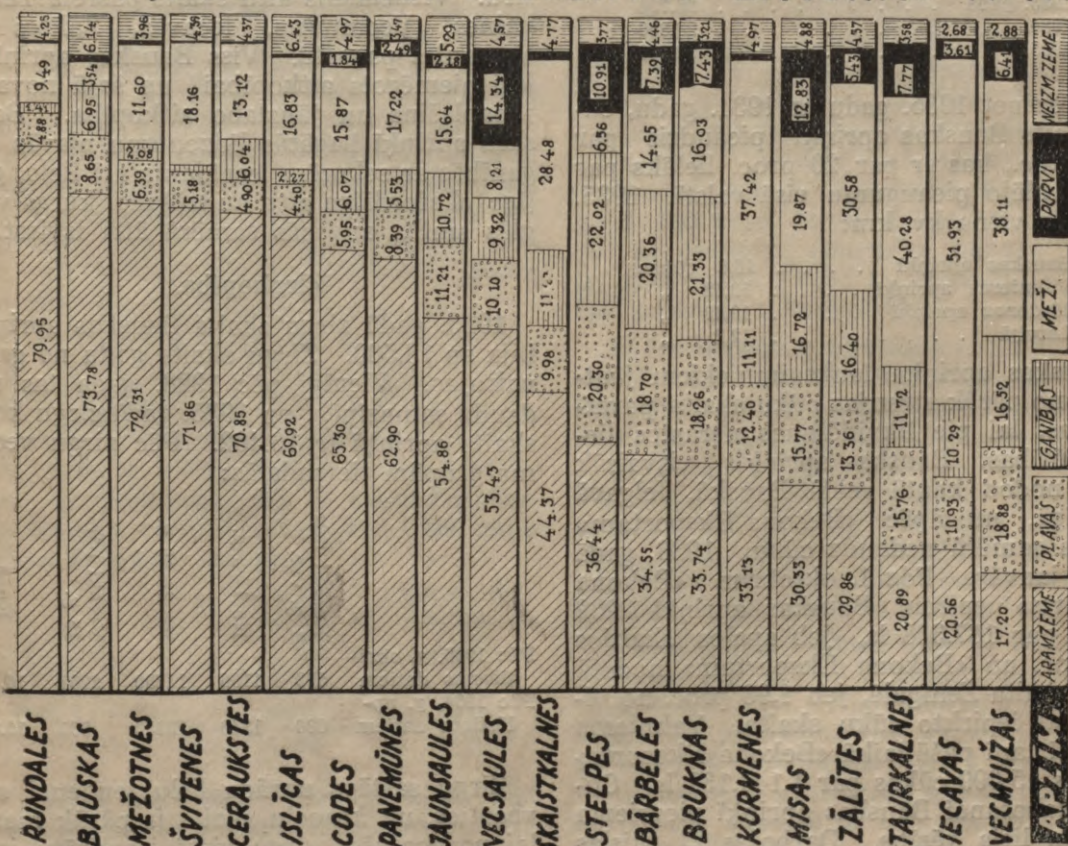 RUNDALES 79.95 4.88 9.49 4.25
BAUSKAS 73.78 8.65 6.95 3.54 6.14
MEŽOTNES 72.31 6.39 2.08 11.60 3.96
ŠVITENES 71.86 5.18 18.16 4.39
CERAUKSTES 70.85 4.90 6.04 13.12 4.37
ISLĪCAS 69.92 4.40 2.27 16.83 6.43
CODES 65.30 5.95 6.07 15.87 1.84 4.97
PANEMŪNES 62.90 8.39 5.53 17.22 2.49 3.47
JAUNSAULES 54.86 11.21 10.72 15.64 2.18 5.29
VECSAULES 53.43 10.10 9.32 8.21 14.34 4.57
SKAISTKALNES 44.37 9.98 28.48 4.77
STELPES 36.44 20.30 22.02 6.56 10.91 3.77
BĀRBELES 34.55 18.70 20.36 14.55 7.39 4.46
BRUKNAS 33.74 18.26 21.33 16.03 7.43 3.21
KURMENES 33.13 12.40 11.11 37.42 4.97
MISAS 30.33 15.77 16.72 19.87 12.83 4.88
ZĀLĪTES 29.86 13.36 16.40 30.58 5.43 4.37
TAURKALNES 20.89 15.76 11.72 40.28 7.77 3.58
IECAVAS 20.56 10.93 10.29 51.93 3.61 2.68
VECMUIŽAS 17.20 18.88 16.52 38.11 6.41 2.88
ARAMZEME PLAVAS GANĪBAS MEŽI PURVI NEIZM. ZEME